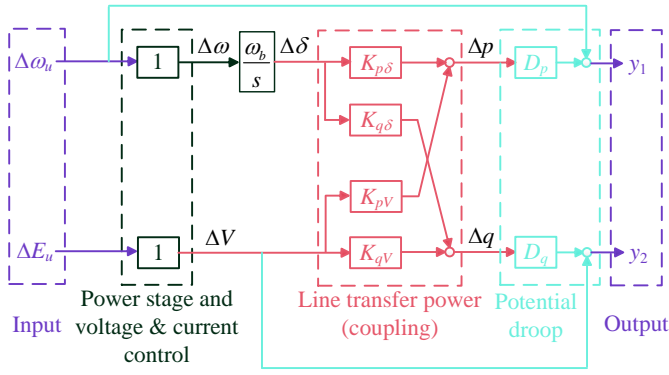 Δω_u
1
Δω
ω_b
s
Δδ
K_pδ
Δp
D_p
y_1
K_qδ
K_pV
ΔE_u
1
ΔV
K_qV
Δq
D_q
y_2
Input
Power stage and
voltage & current
control
Line transfer power
(coupling)
Potential
droop
Output